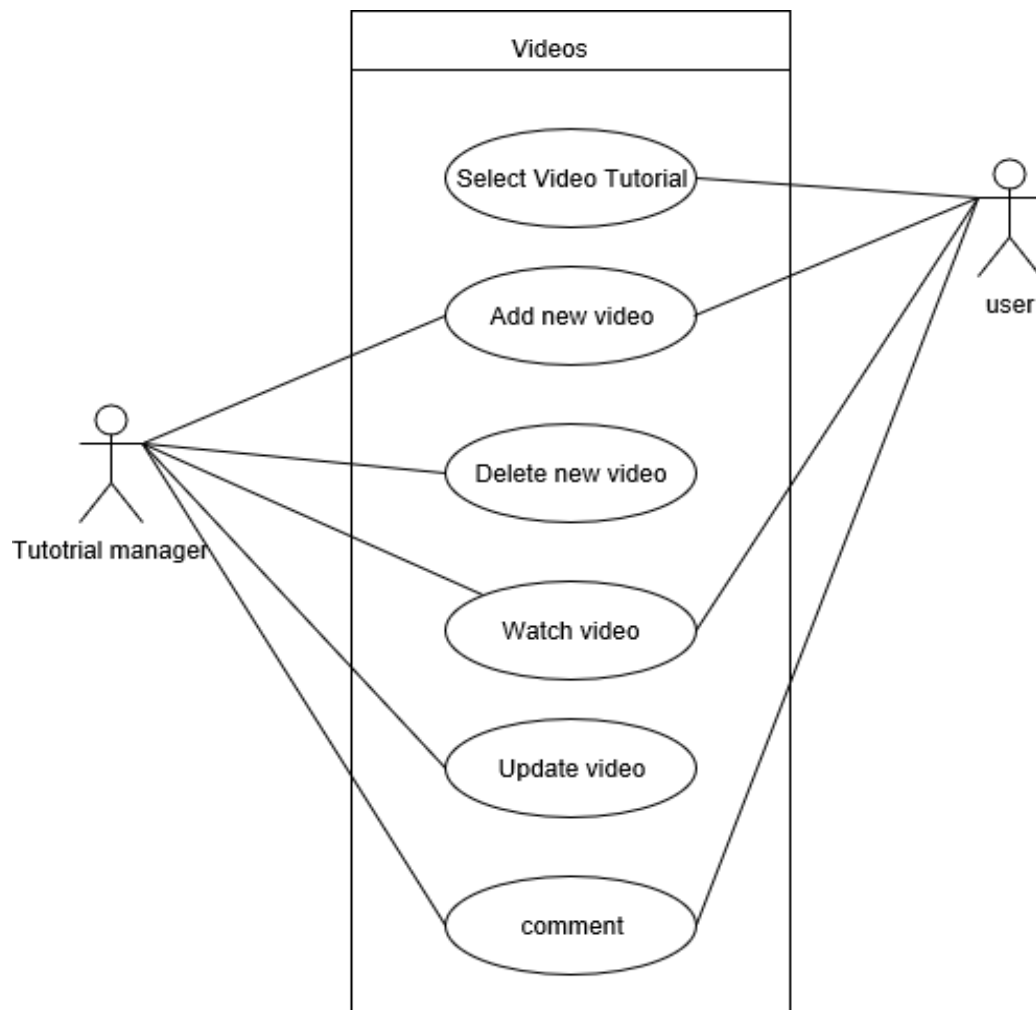 Videos
Select Video Tutorial
user
Add new video
Delete new video
Tutotrial manager
Watch video
Update video
comment